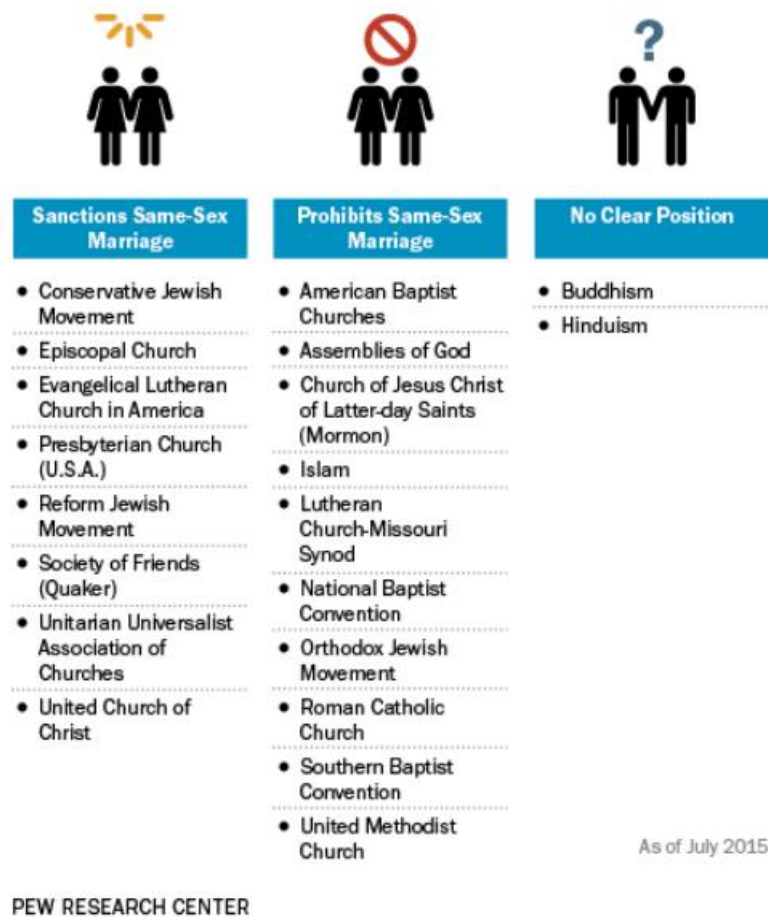 ?
Sanctions Same-Sex
Marriage
• Conservative Jewish
Movement
• Episcopal Church
• Evangelical Lutheran
Church in America
• Presbyterian Church
(U.S.A.)
• Reform Jewish
Movement
• Society of Friends
(Quaker)
• Unitarian Universalist
Association of
Churches
• United Church of
Christ
Prohibits Same-Sex
Marriage
• American Baptist
Churches
• Assemblies of God
• Church of Jesus Christ
of Latter-day Saints
(Mormon)
• Islam
• Lutheran
Church-Missouri
Synod
• National Baptist
Convention
• Orthodox Jewish
Movement
• Roman Catholic
Church
• Southern Baptist
Convention
• United Methodist
Church
No Clear Position
• Buddhism
• Hinduism
As of July 2015
PEW RESEARCH CENTER